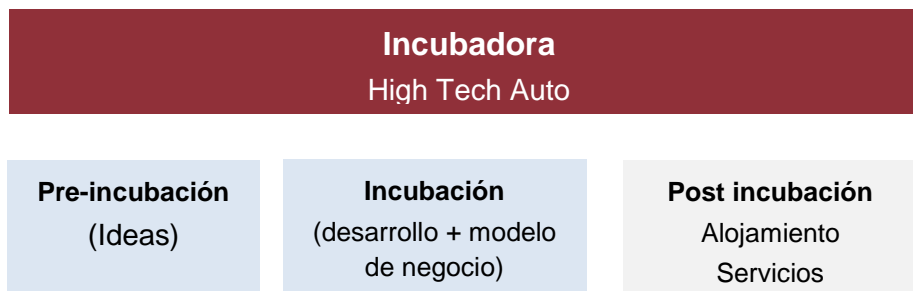 Incubadora
High Tech Auto
Pre-incubación
(Ideas)
Incubación
(desarrollo + modelo
de negocio)
Post incubación
Alojamiento
Servicios